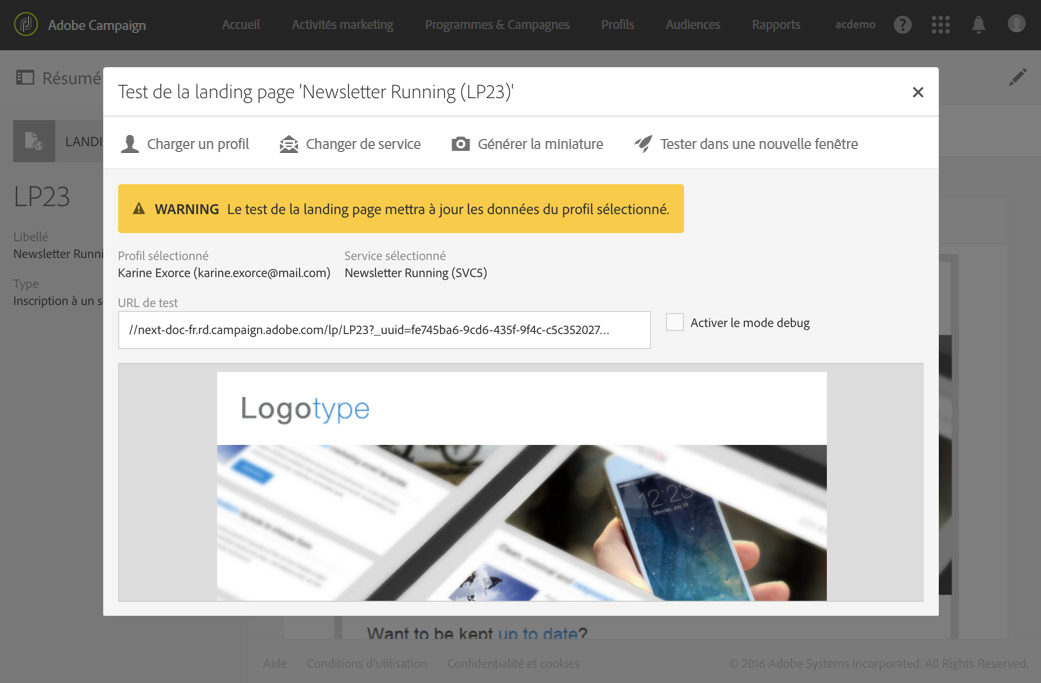 Adobe Campaign
Accueil
Activités marketing
Programmes & Campagnes
Profils
Audiences
Rapports
acdemo
?
Résumé
Test de la landing page 'Newsletter Running (LP23)'
LANDI
Charger un profil
Changer de service
Générer la miniature
Tester dans une nouvelle fenêtre
LP23
Libellé
Newsletter Runni
Type
Inscription à un s
WARNING Le test de la landing page mettra à jour les données du profil sélectionné.
Profil sélectionné
Karine Exorce (karine.exorce@mail.com)
Service sélectionné
Newsletter Running (SVC5)
URL de test
//next-doc-fr.rd.campaign.adobe.com/lp/LP23?_uuid=fe745ba6-9cd6-435f-9f4c-c5c352027...
Activer le mode debug
Logotype
12:23
Want to be kept up to date?
Aide
Conditions d'utilisation
Confidentialité et cookies
© 2016 Adobe Systems Incorporated. All Rights Reserved.